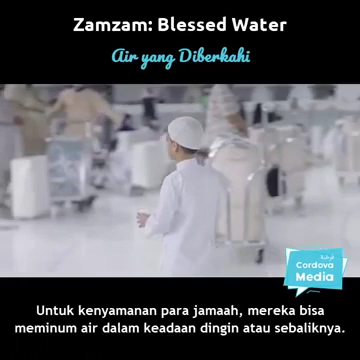 Zamzam: Blessed Water
Air yang Diberkahi
قرطبة
Cordova
Media
Untuk kenyamanan para jamaah, mereka bisa
meminum air dalam keadaan dingin atau sebaliknya.